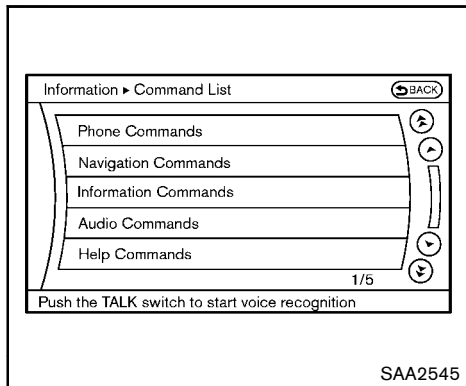 Information ▸ Command List
BACK
Phone Commands
Navigation Commands
Information Commands
Audio Commands
Help Commands
1/5
Push the TALK switch to start voice recognition
SAA2545